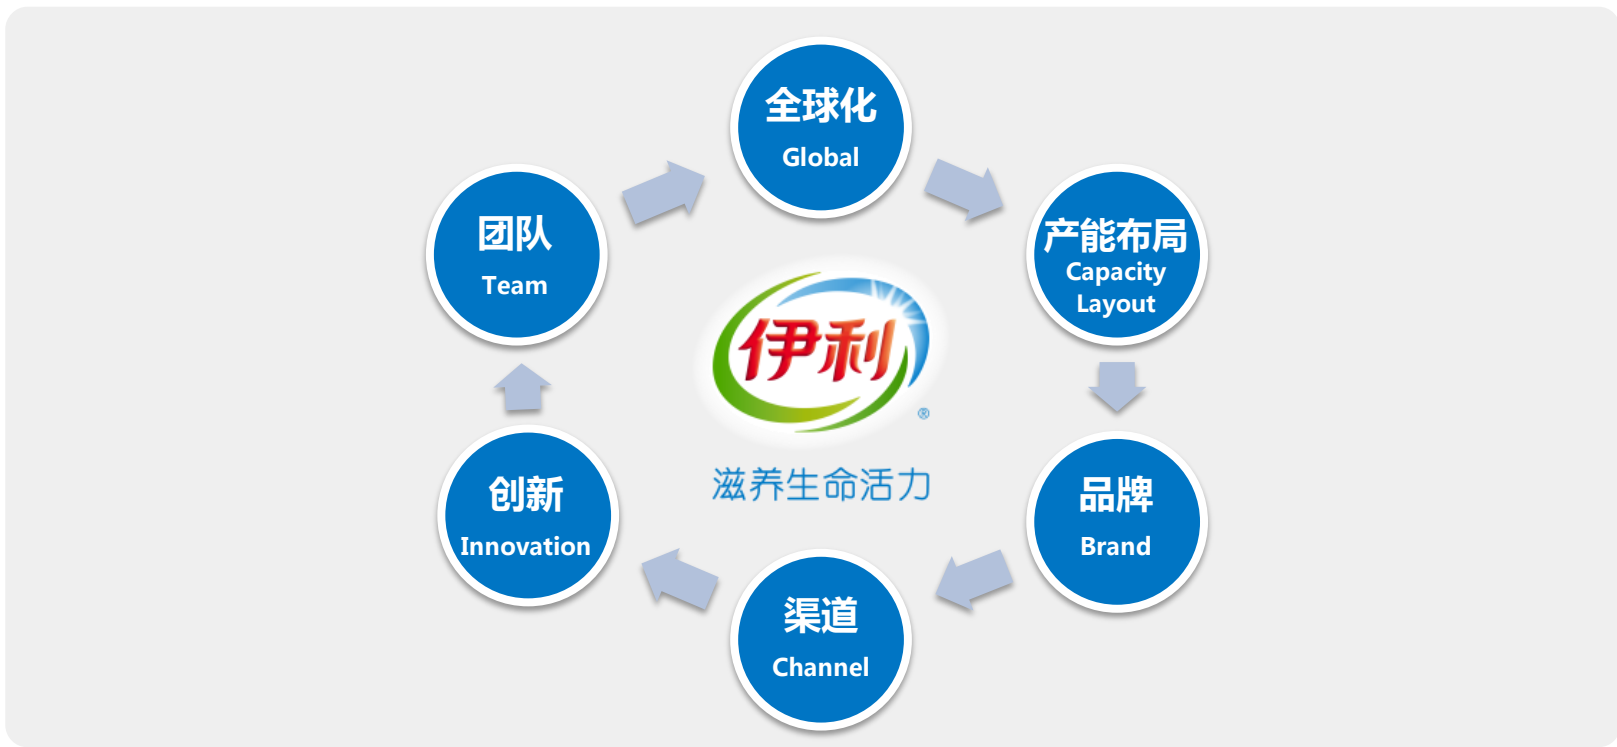 全球化
Global
产能布局
Capacity
Layout
品牌
Brand
渠道
Channel
创新
Innovation
团队
Team
伊利
®
滋养生命活力